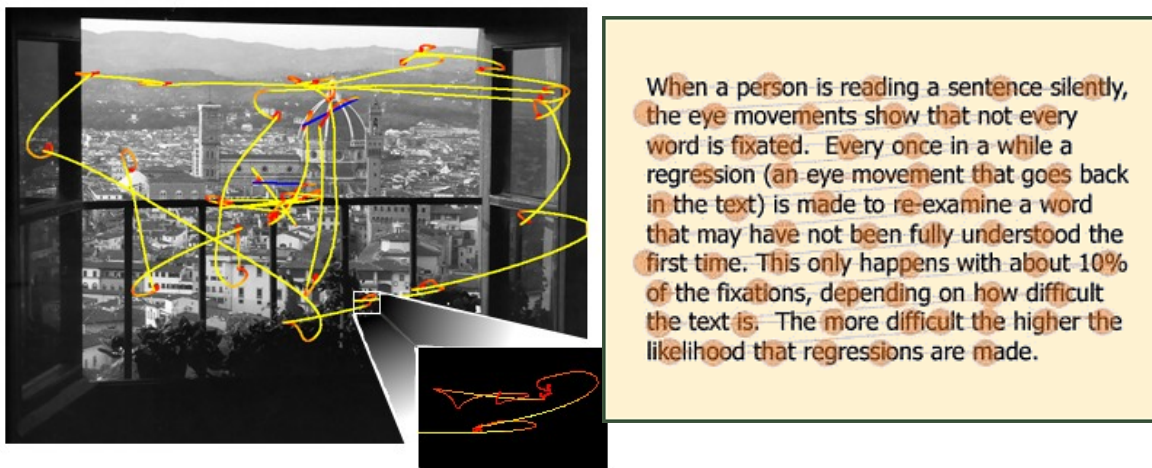 When a person is reading a sentence silently,
the eye movements show that not every
word is fixated. Every once in a while a
regression (an eye movement that goes back
in the text) is made to re-examine a word
that may have not been fully understood the
first time. This only happens with about 10%
of the fixations, depending on how difficult
the text is. The more difficult the higher the
likelihood that regressions are made.